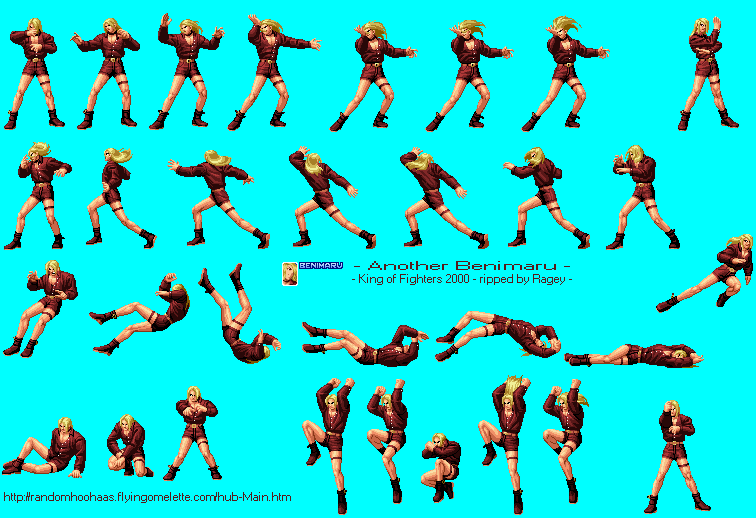 BENIMARU
- Another Benimaru -
- King of Fighters 2000 - ripped by Ragey -
http://randomhoohaas.flyingomelette.com/hub-Main.htm